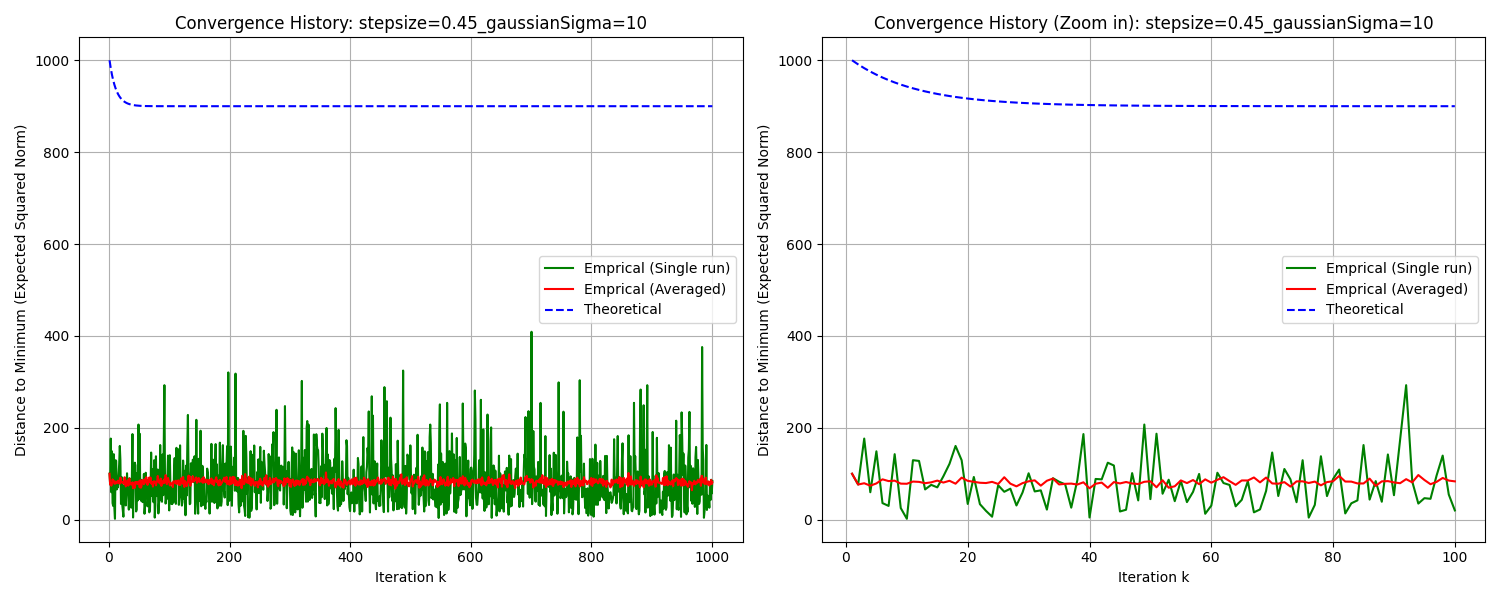 Convergence History: stepsize=0.45_gaussianSigma=10
Distance to Minimum (Expected Squared Norm)
1000
800
600
400
200
0
Emprical (Single run)
Emprical (Averaged)
Theoretical
0 200 400 600 800 1000
Iteration k
Convergence History (Zoom in): stepsize=0.45_gaussianSigma=10
Distance to Minimum (Expected Squared Norm)
1000
800
600
400
200
0
Emprical (Single run)
Emprical (Averaged)
Theoretical
0 20 40 60 80 100
Iteration k